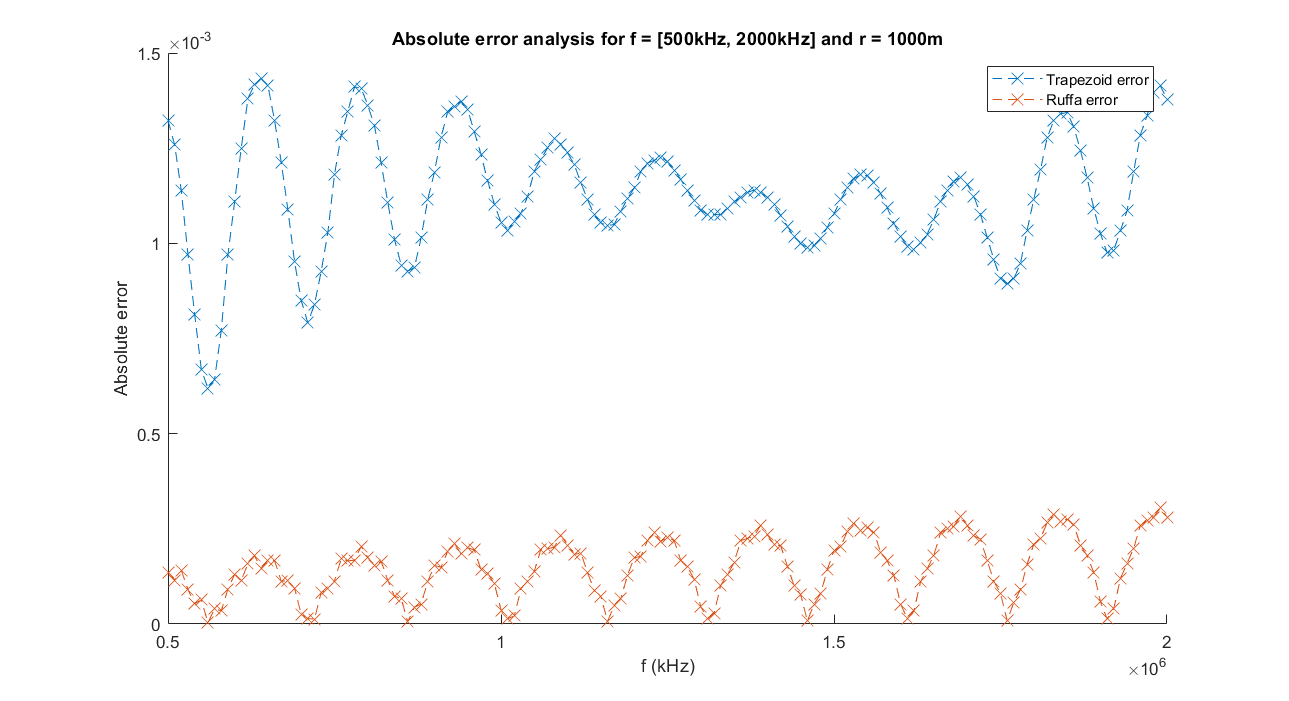 Absolute error analysis for f = [500kHz, 2000kHz] and r = 1000m
×10⁻³
1.5
1
0.5
0
Absolute error
Trapezoid error
Ruffa error
0.5
1
1.5
2
f (kHz)
×10⁶